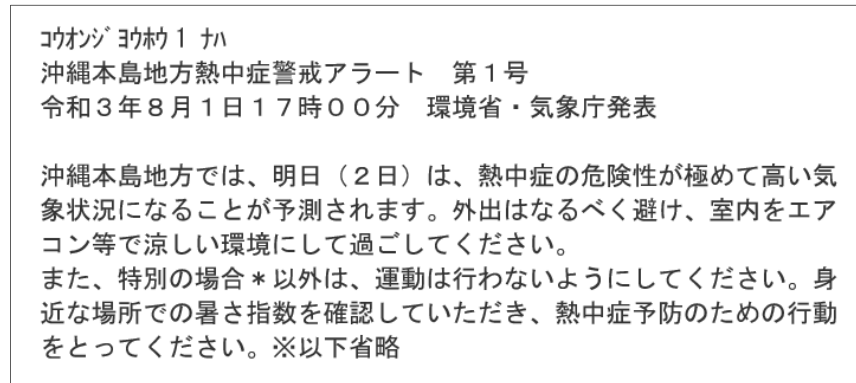 ｺｳｵﾝｼﾞｮｳﾎｳ１ ﾅﾊ
沖縄本島地方熱中症警戒アラート　第１号
令和３年８月１日１７時００分　環境省・気象庁発表
沖縄本島地方では、明日（２日）は、熱中症の危険性が極めて高い気
象状況になることが予測されます。外出はなるべく避け、室内をエア
コン等で涼しい環境にして過ごしてください。
また、特別の場合＊以外は、運動は行わないようにしてください。身
近な場所での暑さ指数を確認していただき、熱中症予防のための行動
をとってください。※以下省略